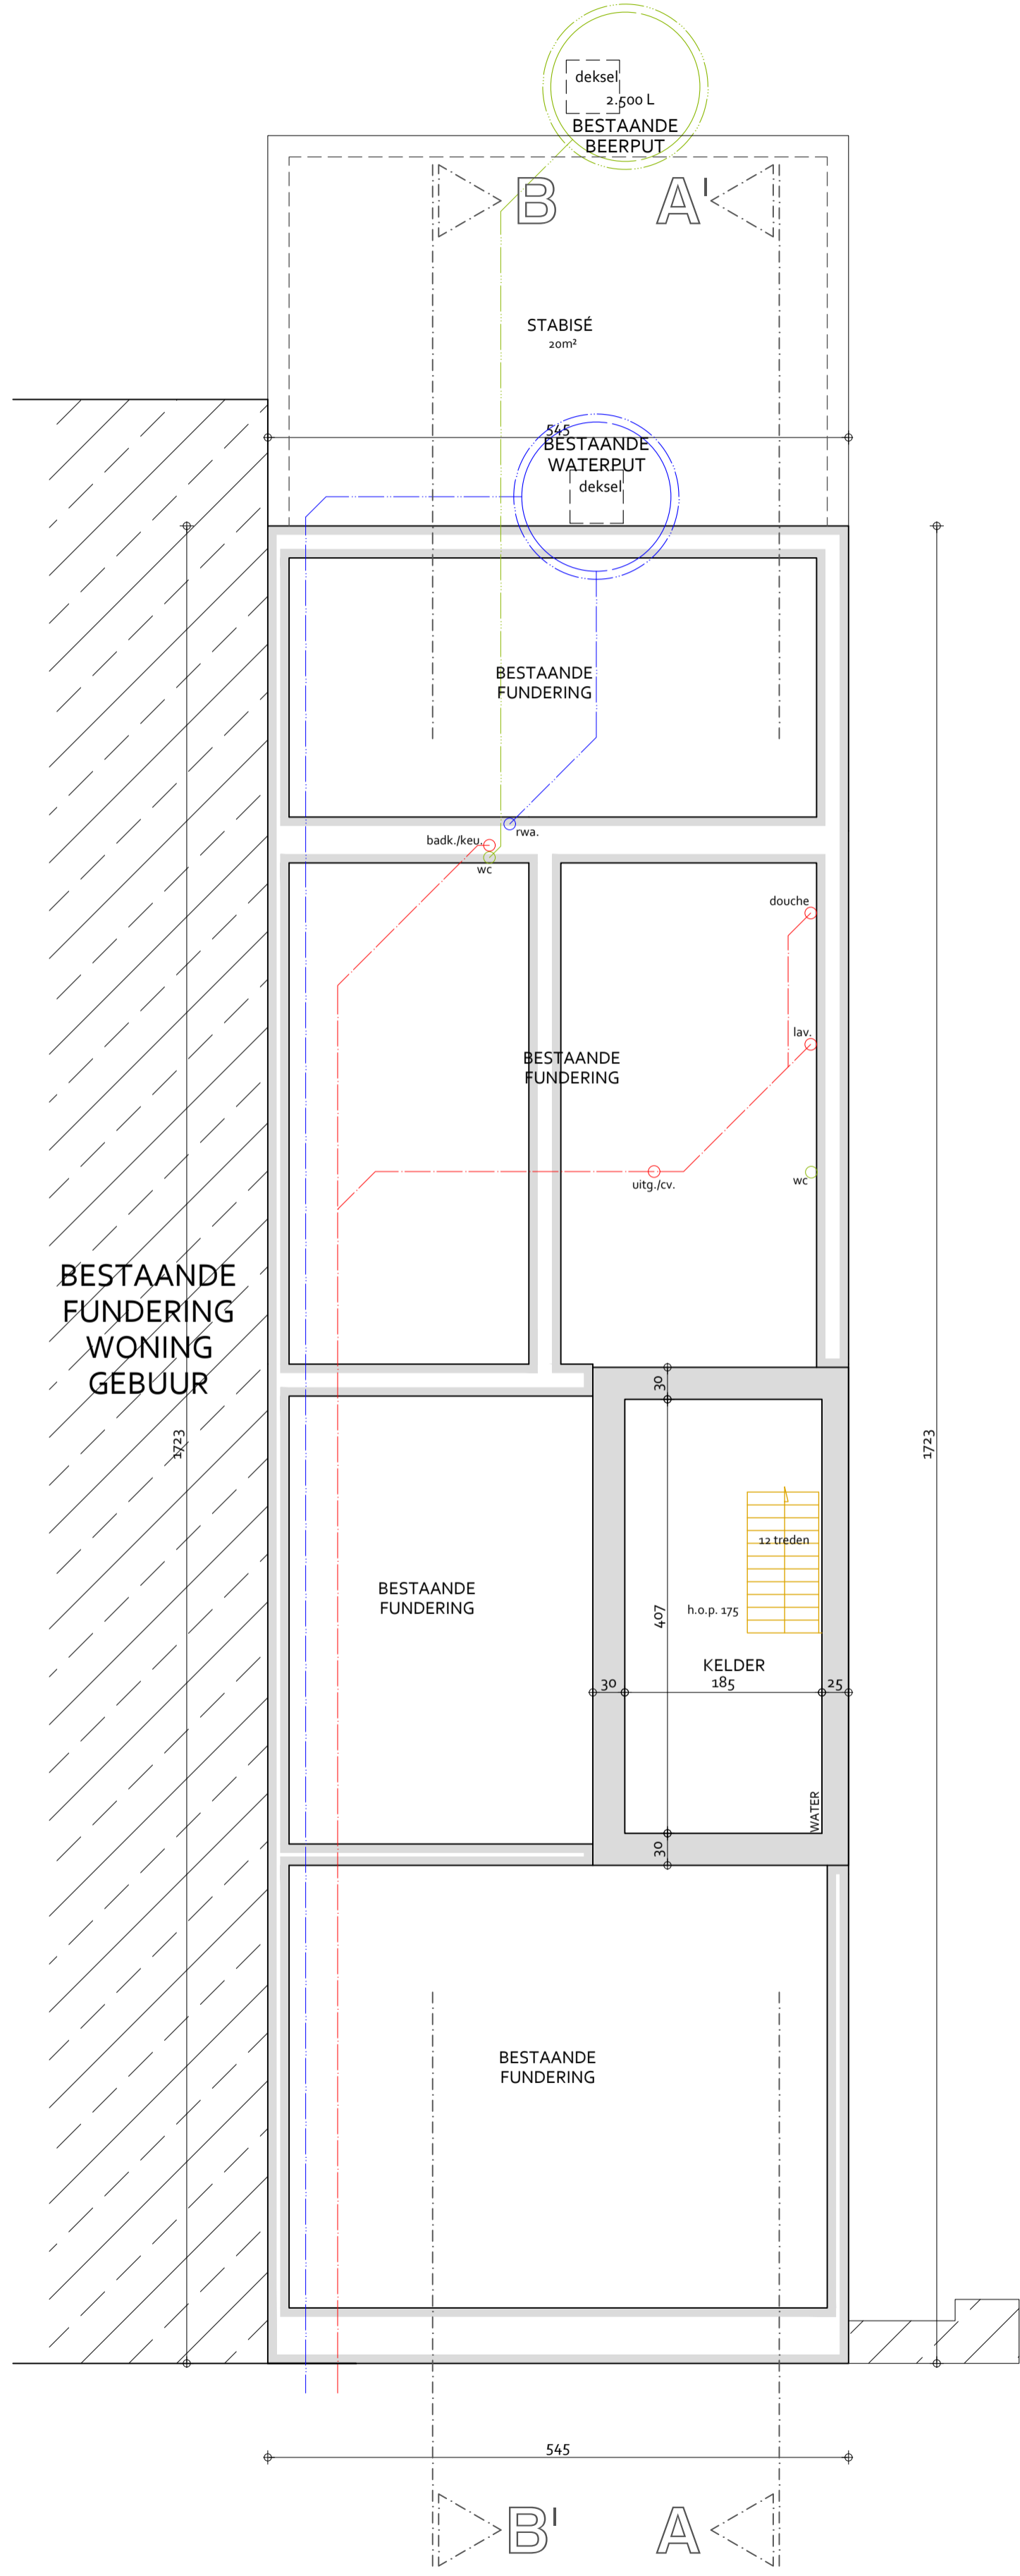 deksel
2.500 L
BESTAANDE
BEERPUT
B
A'
STABISÉ
20m²
545
BESTAANDE
WATERPUT
deksel
BESTAANDE
FUNDERING
rwa.
badk./keu.
wc
douche
lav.
BESTAANDE
FUNDERING
uitg./cv.
wc
BESTAANDE
FUNDERING
WONING
GEBUUR
1723
1723
30
12 treden
BESTAANDE
FUNDERING
h.o.p. 175
407
KELDER
30
185
25
WATER
30
BESTAANDE
FUNDERING
545
B'
A